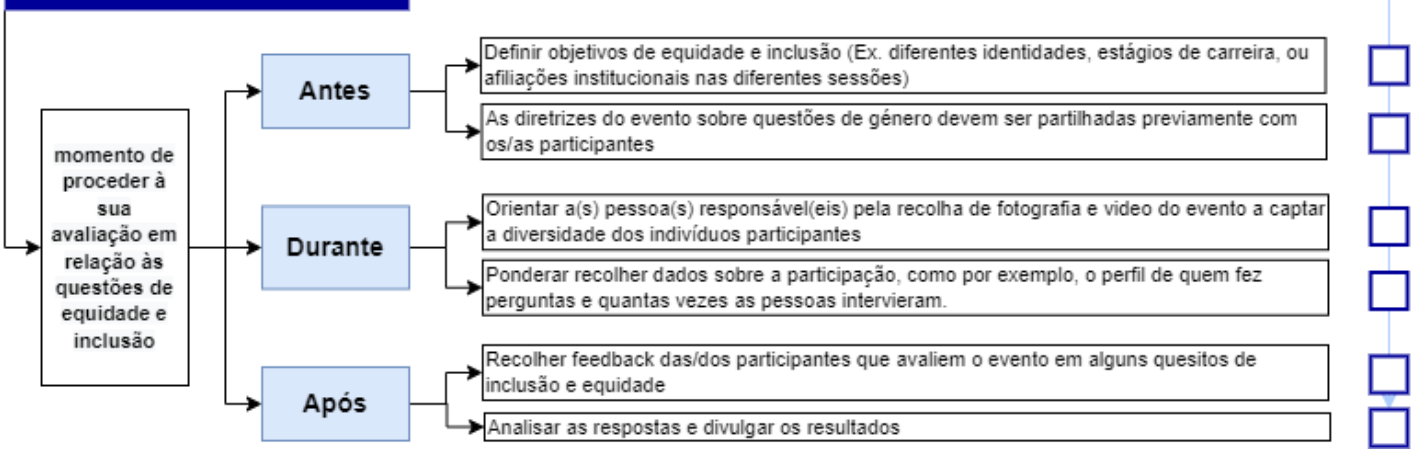 momento de
proceder à
sua
avaliação em
relação às
questões de
equidade e
inclusão
Antes
Definir objetivos de equidade e inclusão (Ex. diferentes identidades, estágios de carreira, ou
afiliações institucionais nas diferentes sessões)
As diretrizes do evento sobre questões de género devem ser partilhadas previamente com
os/as participantes
Durante
Orientar a(s) pessoa(s) responsável(eis) pela recolha de fotografia e video do evento a captar
a diversidade dos indivíduos participantes
Ponderar recolher dados sobre a participação, como por exemplo, o perfil de quem fez
perguntas e quantas vezes as pessoas intervieram.
Após
Recolher feedback das/dos participantes que avaliem o evento em alguns quesitos de
inclusão e equidade
Analisar as respostas e divulgar os resultados